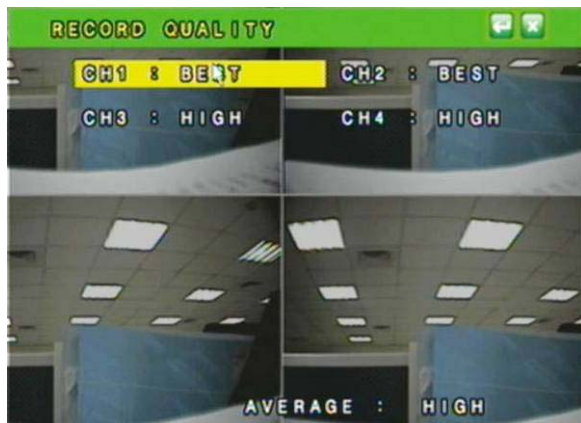 RECORD QUALITY
CH1 : BEST CH2 : BEST
CH3 : HIGH CH4 : HIGH
AVERAGE : HIGH